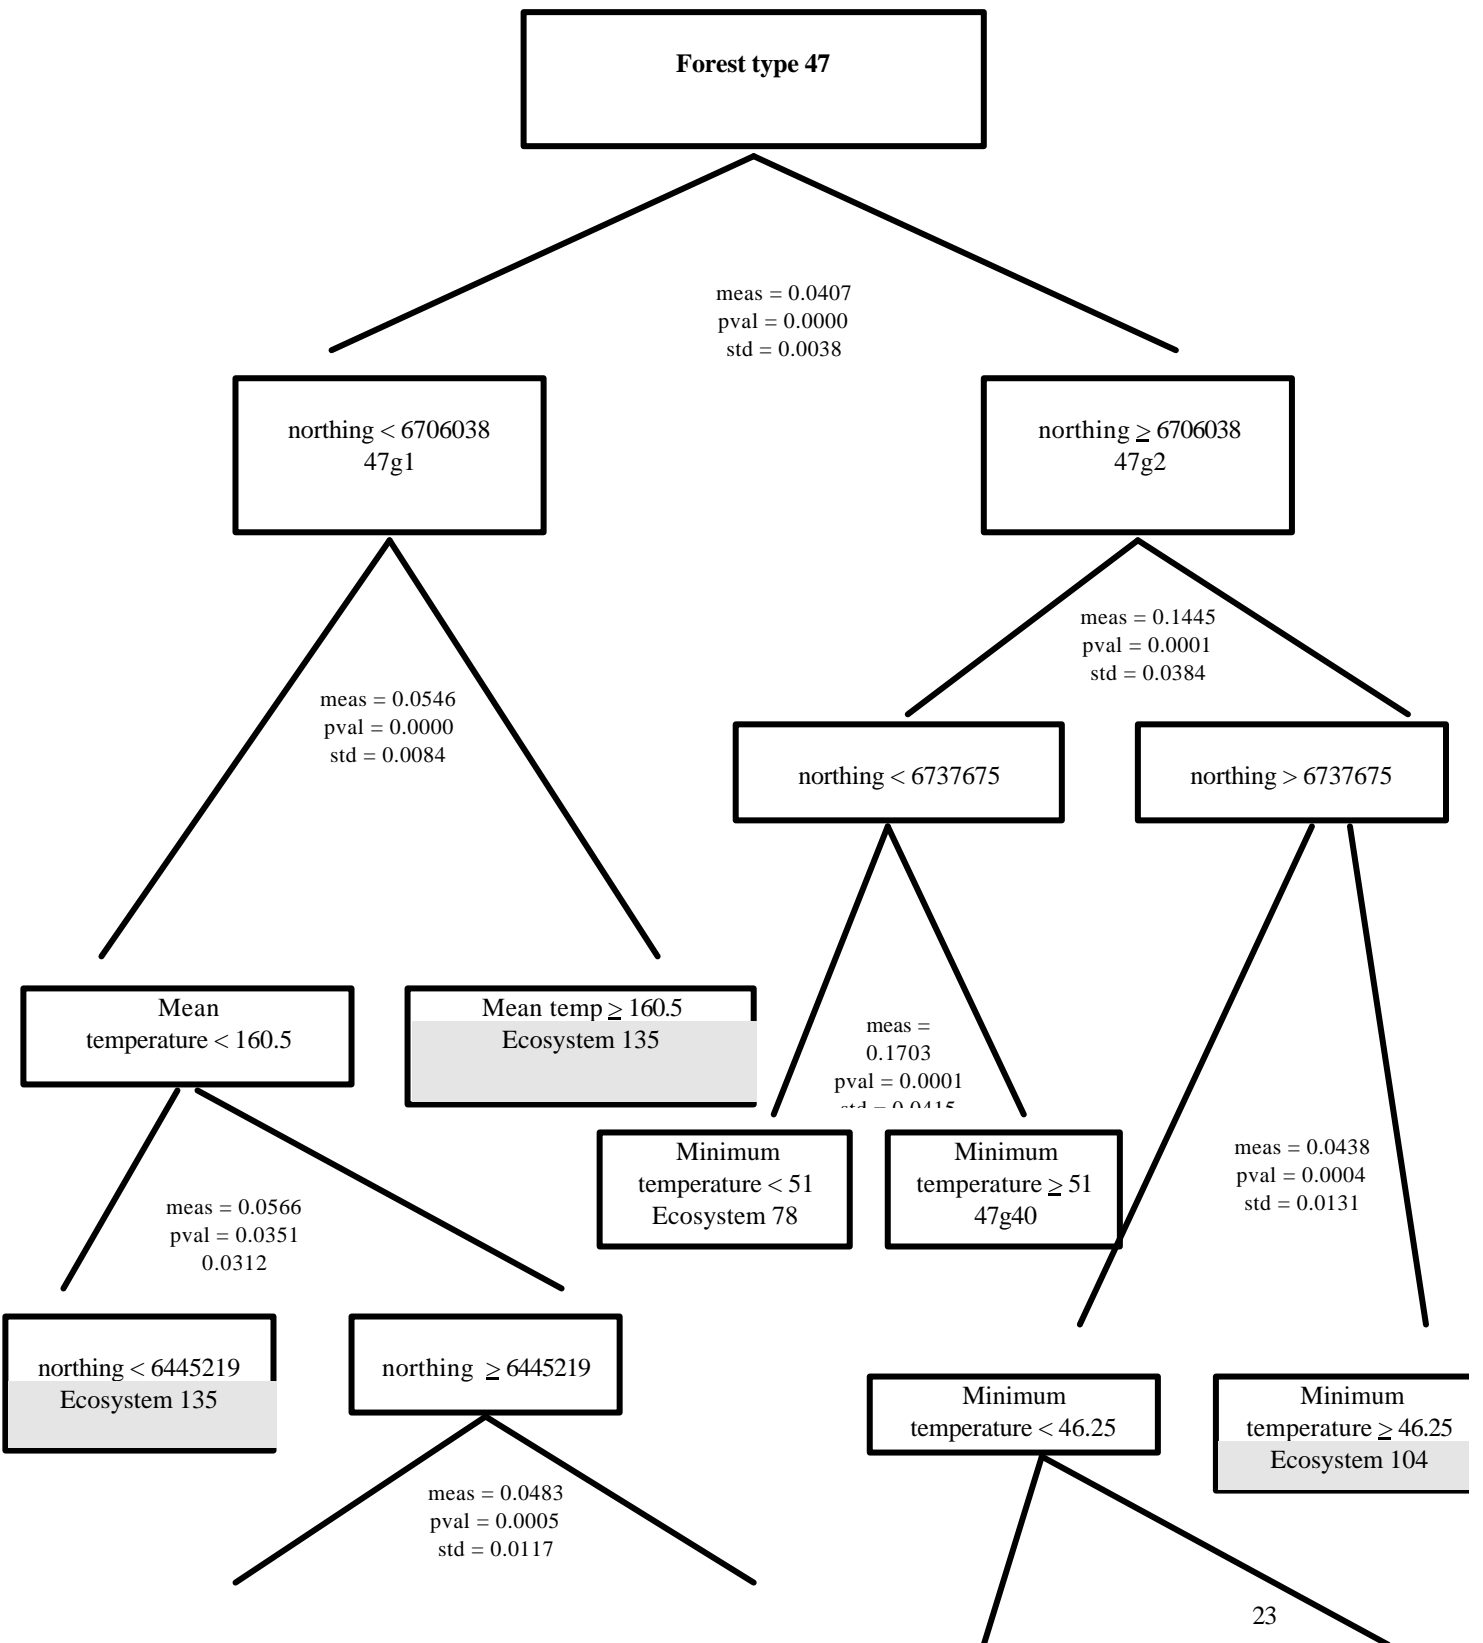 Forest type 47
meas = 0.0407
pval = 0.0000
std = 0.0038
northing < 6706038
47g1
northing ≥ 6706038
47g2
meas = 0.1445
pval = 0.0001
std = 0.0384
meas = 0.0546
pval = 0.0000
std = 0.0084
northing < 6737675
northing > 6737675
Mean
temperature < 160.5
Mean temp ≥ 160.5
Ecosystem 135
meas =
0.1703
pval = 0.0001
std = 0.0415
Minimum
temperature < 51
Ecosystem 78
Minimum
temperature ≥ 51
47g40
meas = 0.0438
pval = 0.0004
std = 0.0131
meas = 0.0566
pval = 0.0351
0.0312
northing < 6445219
Ecosystem 135
northing ≥ 6445219
Minimum
temperature < 46.25
Minimum
temperature ≥ 46.25
Ecosystem 104
meas = 0.0483
pval = 0.0005
std = 0.0117
23